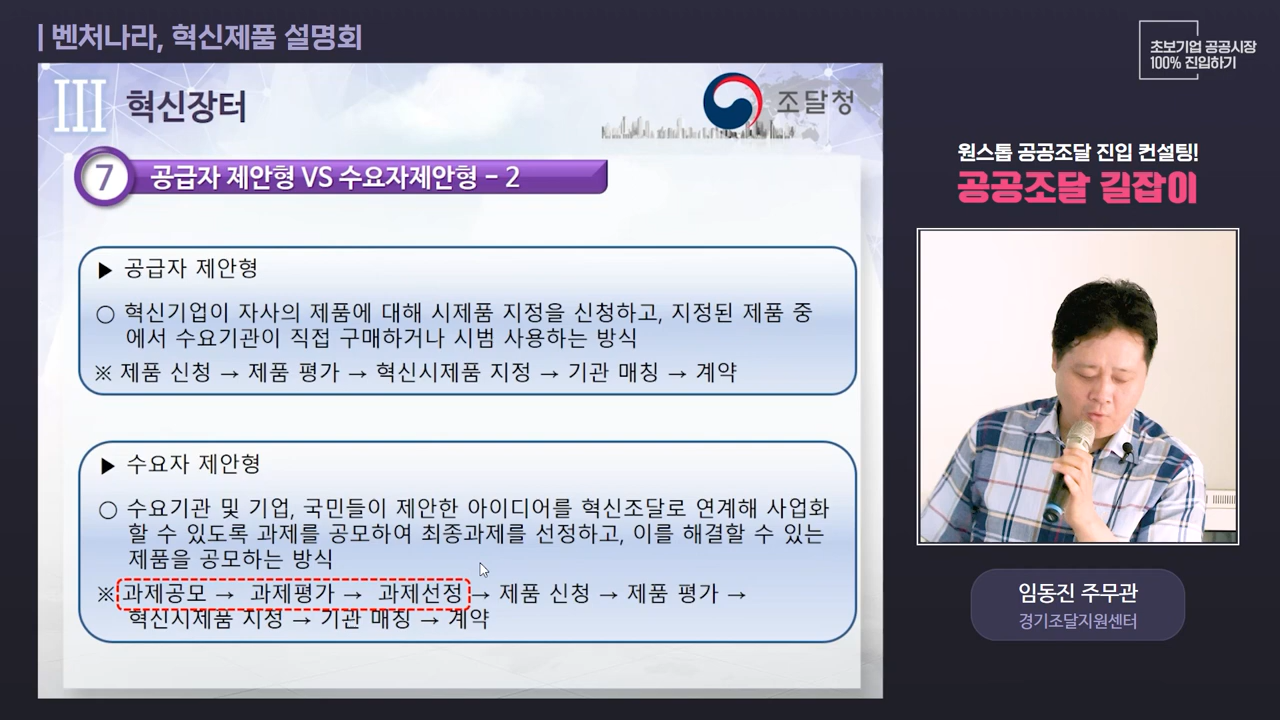 | 벤처나라, 혁신제품 설명회
초보기업 공공시장
100% 진입하기
III 혁신장터
조달청
7 공급자 제안형 VS 수요자제안형 – 2
▶ 공급자 제안형
○ 혁신기업이 자사의 제품에 대해 시제품 지정을 신청하고, 지정된 제품 중
에서 수요기관이 직접 구매하거나 시범 사용하는 방식
※ 제품 신청 → 제품 평가 → 혁신시제품 지정 → 기관 매칭 → 계약
▶ 수요자 제안형
○ 수요기관 및 기업, 국민들이 제안한 아이디어를 혁신조달로 연계해 사업화
할 수 있도록 과제를 공모하여 최종과제를 선정하고, 이를 해결할 수 있는
제품을 공모하는 방식
※ 과제공모 → 과제평가 → 과제선정 → 제품 신청 → 제품 평가 →
혁신시제품 지정 → 기관 매칭 → 계약
원스톱 공공조달 진입 컨설팅!
공공조달 길잡이
임동진 주무관
경기조달지원센터